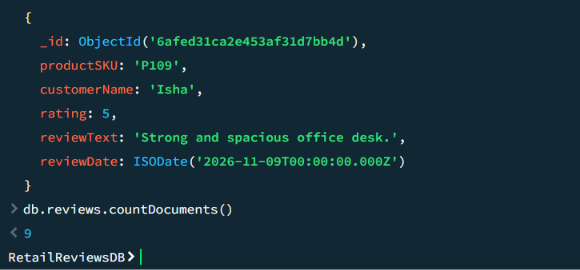 {
_id: ObjectId('6afed31ca2e453af31d7bb4d'),
productSKU: 'P109',
customerName: 'Isha',
rating: 5,
reviewText: 'Strong and spacious office desk.',
reviewDate: ISODate('2026-11-09T00:00:00.000Z')
}
> db.reviews.countDocuments()
< 9
RetailReviewsDB>